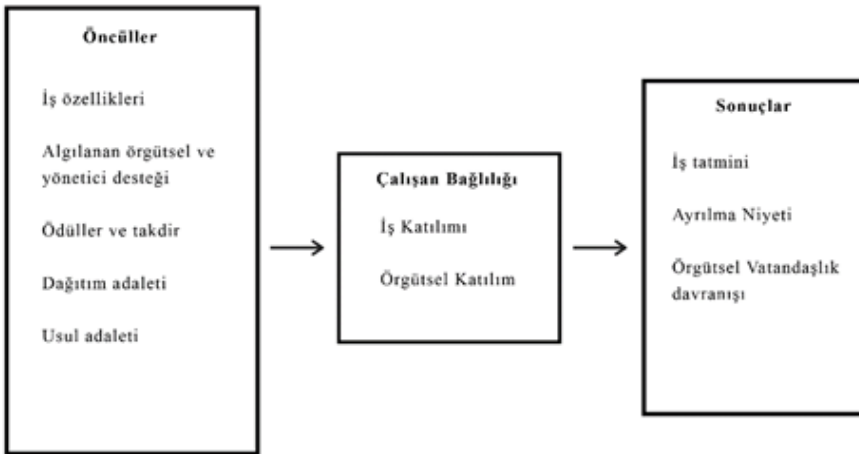 Öncüller
İş özellikleri
Algılanan örgütsel ve
yönetici desteği
Ödüller ve takdir
Dağıtım adaleti
Usul adaleti
Çalışan Bağlılığı
İş Katılımı
Örgütsel Katılım
Sonuçlar
İş tatmini
Ayrılma Niyeti
Örgütsel Vatandaşlık
davranışı